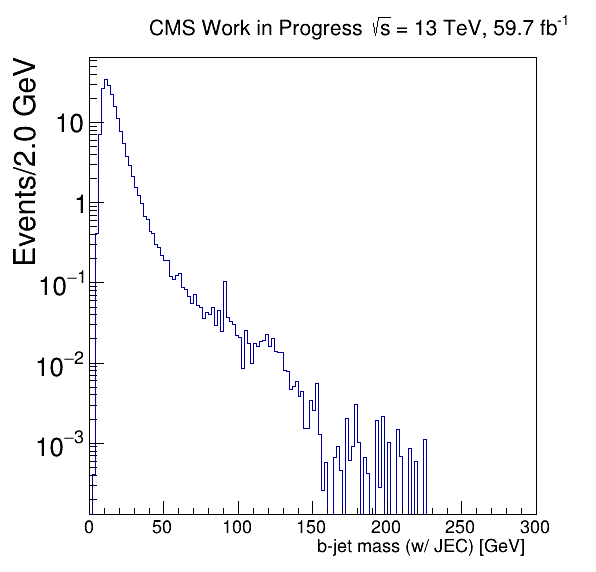 CMS Work in Progress √s = 13 TeV, 59.7 fb⁻¹
Events/2.0 GeV
10
1
10⁻¹
10⁻²
10⁻³
0 50 100 150 200 250 300
b-jet mass (w/ JEC) [GeV]